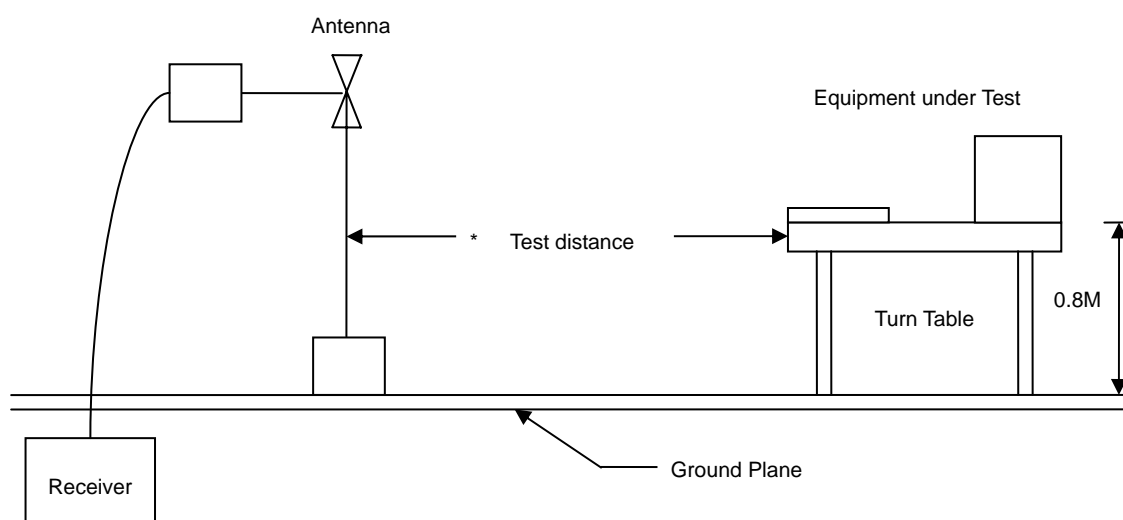 Antenna
Equipment under Test
* Test distance
0.8M
Turn Table
Ground Plane
Receiver